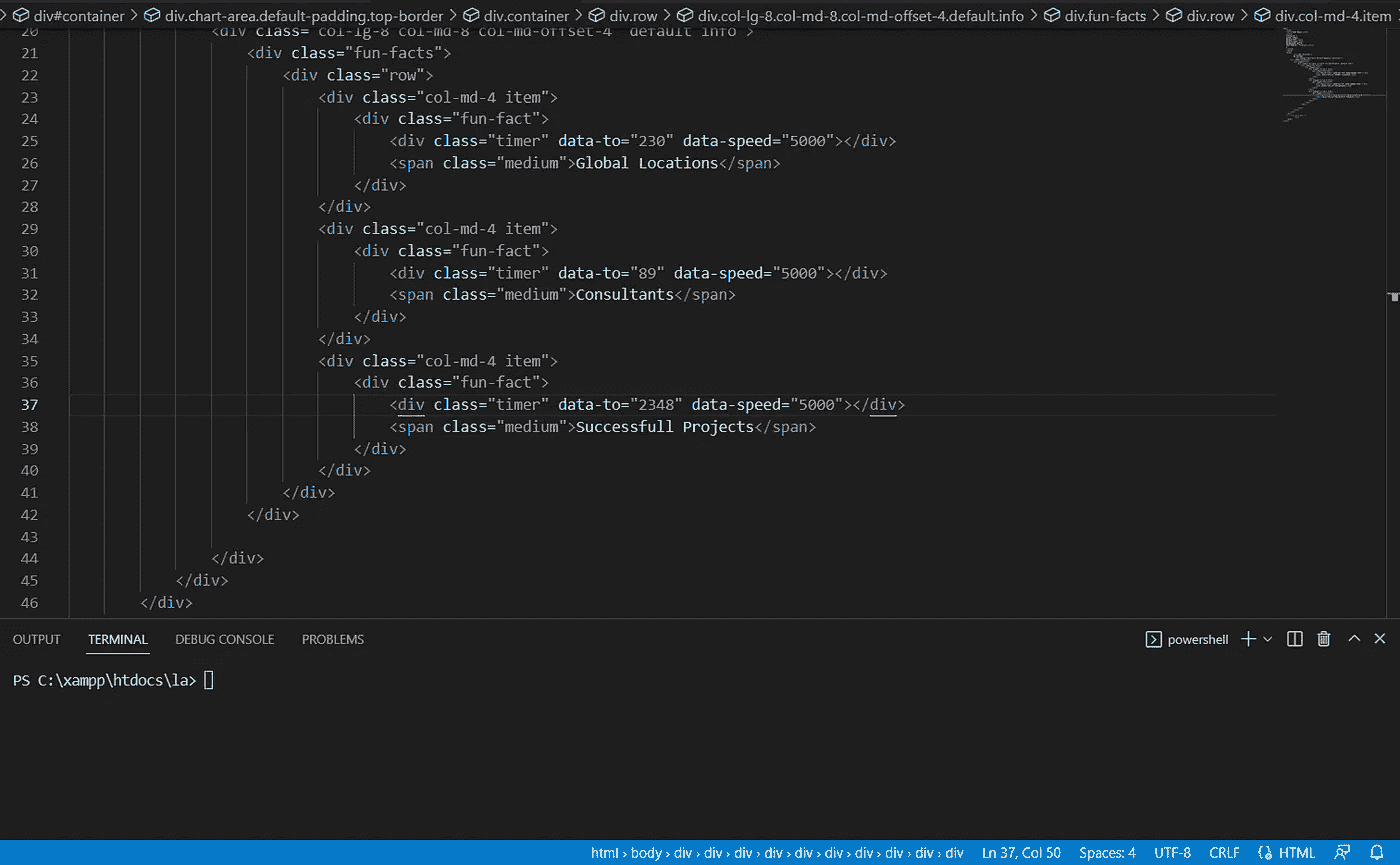 div#container > div.chart-area.default-padding.top-border > div.container > div.row > div.col-lg-8.col-md-8.col-md-offset-4.default.info > div.fun-facts > div.row > div.col-md-4.item
20 <div class="col-lg-8 col-md-8 col-md-offset-4  default info">
21 <div class="fun-facts">
22 <div class="row">
23 <div class="col-md-4 item">
24 <div class="fun-fact">
25 <div class="timer" data-to="230" data-speed="5000"></div>
26 <span class="medium">Global Locations</span>
27 </div>
28 </div>
29 <div class="col-md-4 item">
30 <div class="fun-fact">
31 <div class="timer" data-to="89" data-speed="5000"></div>
32 <span class="medium">Consultants</span>
33 </div>
34 </div>
35 <div class="col-md-4 item">
36 <div class="fun-fact">
37 <div class="timer" data-to="2348" data-speed="5000"></div>
38 <span class="medium">Successfull Projects</span>
39 </div>
40 </div>
41 </div>
42 </div>
43
44 </div>
45 </div>
46 </div>
OUTPUT TERMINAL DEBUG CONSOLE PROBLEMS powershell
PS C:\xampp\htdocs\la>
html › body › div › div › div › div › div › div › div › div › div › div Ln 37, Col 50 Spaces: 4 UTF-8 CRLF HTML